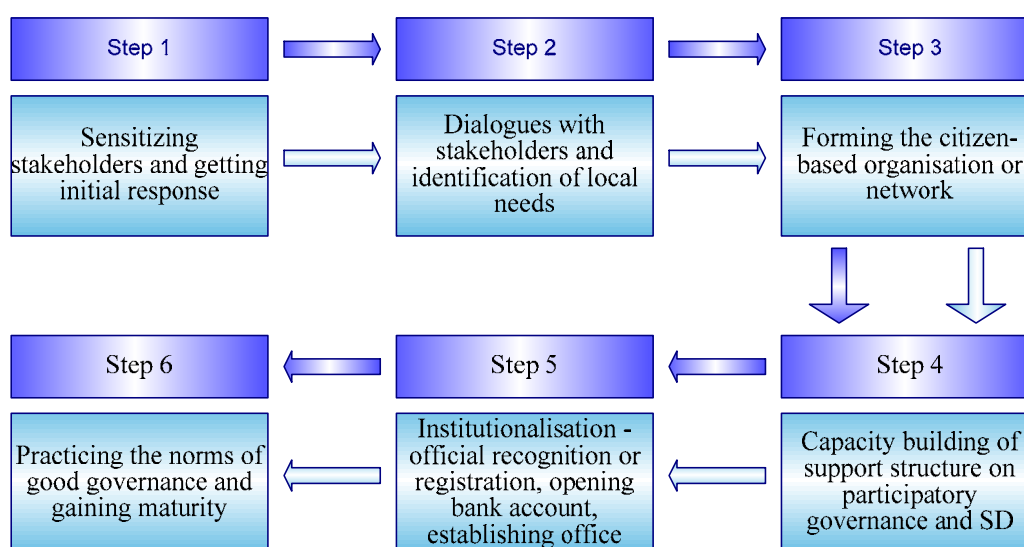 Step 1
Step 2
Step 3
Sensitizing
stakeholders and getting
initial response
Dialogues with
stakeholders and
identification of local
needs
Forming the citizen-
based organisation or
network
Step 6
Step 5
Step 4
Practicing the norms of
good governance and
gaining maturity
Institutionalisation -
official recognition or
registration, opening
bank account,
establishing office
Capacity building of
support structure on
participatory
governance and SD